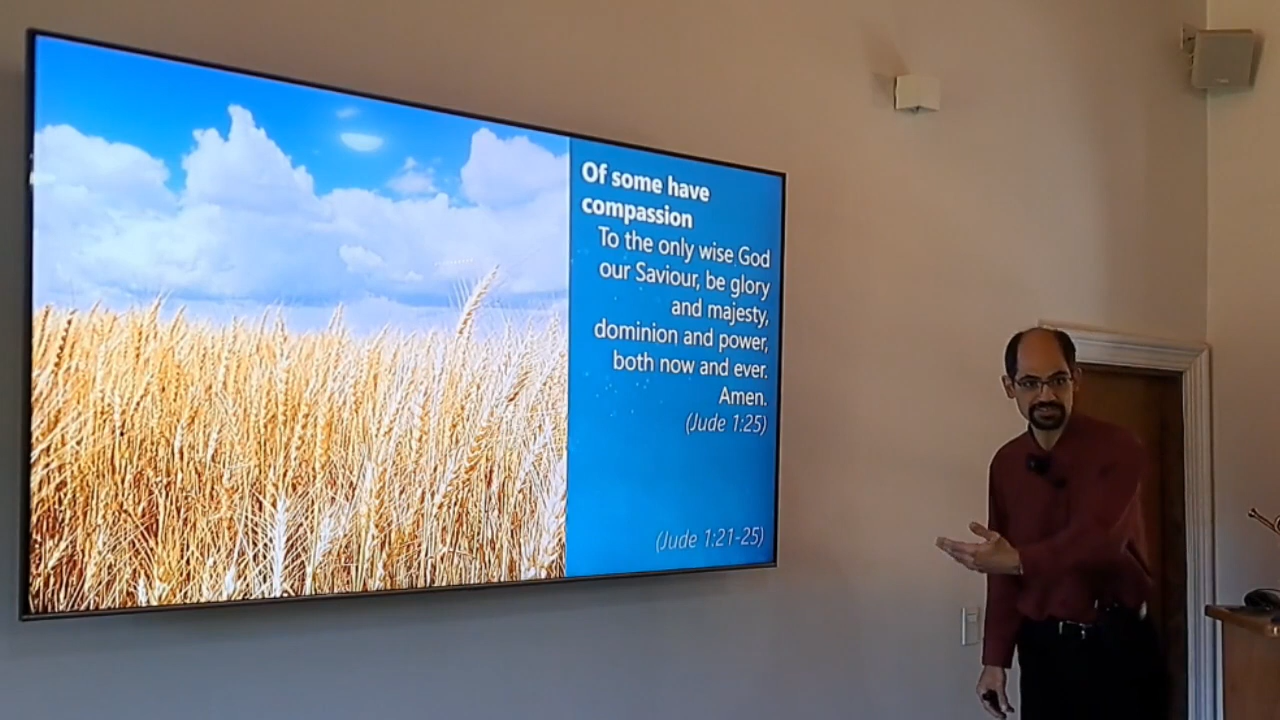 Of some have
compassion
To the only wise God
our Saviour, be glory
and majesty,
dominion and power,
both now and ever.
Amen.
(Jude 1:25)
(Jude 1:21-25)